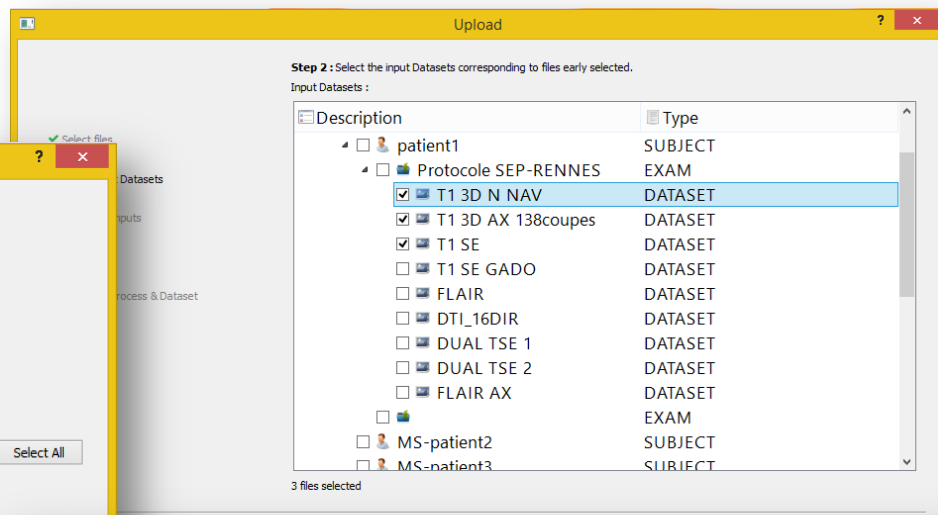 Upload
?
Step 2 : Select the input Datasets corresponding to files early selected.
Input Datasets :
Description Type
Select files
? 
patient1 SUBJECT
Protocole SEP-RENNES EXAM
Datasets
T1 3D N NAV DATASET
T1 3D AX 138coupes DATASET
T1 SE DATASET
T1 SE GADO DATASET
FLAIR DATASET
DTI_16DIR DATASET
DUAL TSE 1 DATASET
DUAL TSE 2 DATASET
FLAIR AX DATASET
EXAM
MS-patient2 SUBJECT
MS-patient3 SUBJECT
& Dataset
Select All
3 files selected